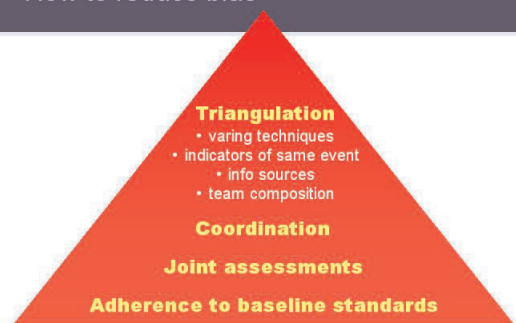 Triangulation
• varing techniques
• indicators of same event
• info sources
• team composition
Coordination
Joint assessments
Adherence to baseline standards